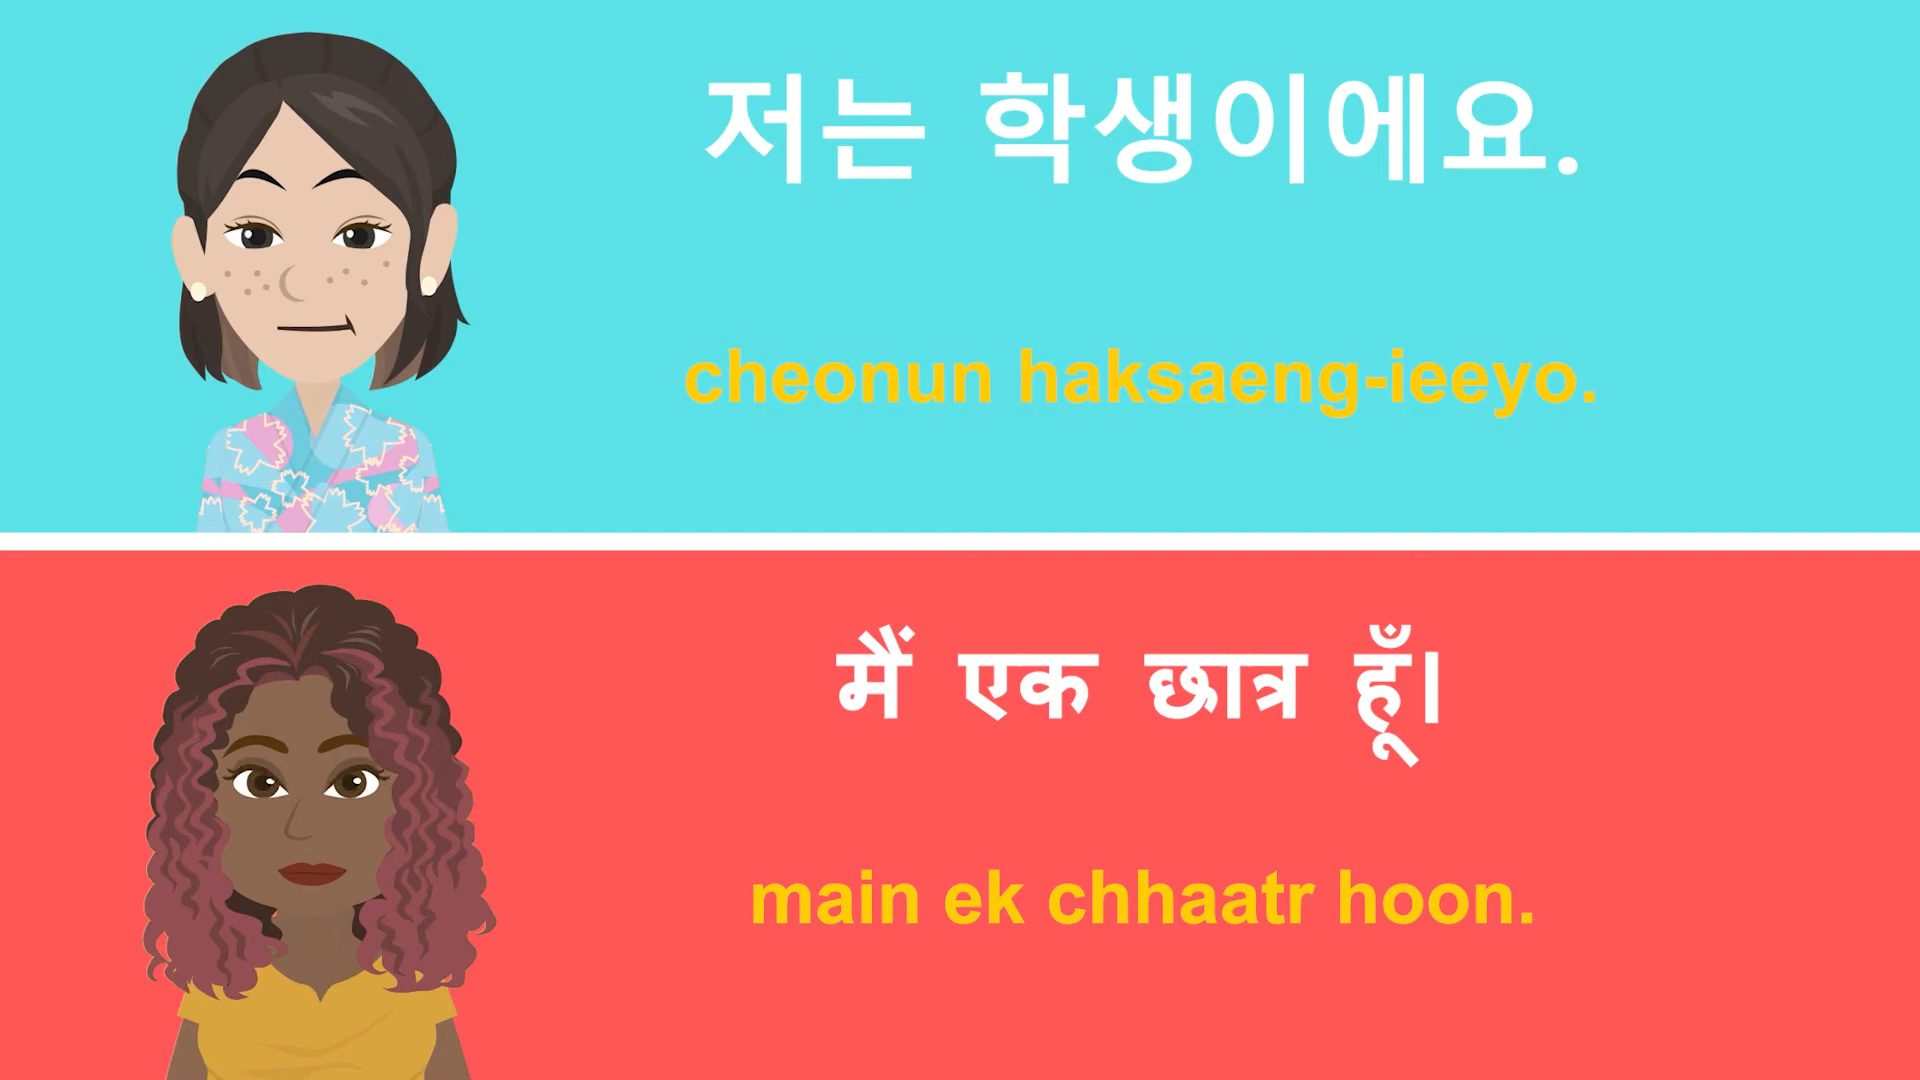 저는 학생이에요.
cheonun haksaeng-ieeyo.
मैं एक छात्र हूँ।
main ek chhaatr hoon.